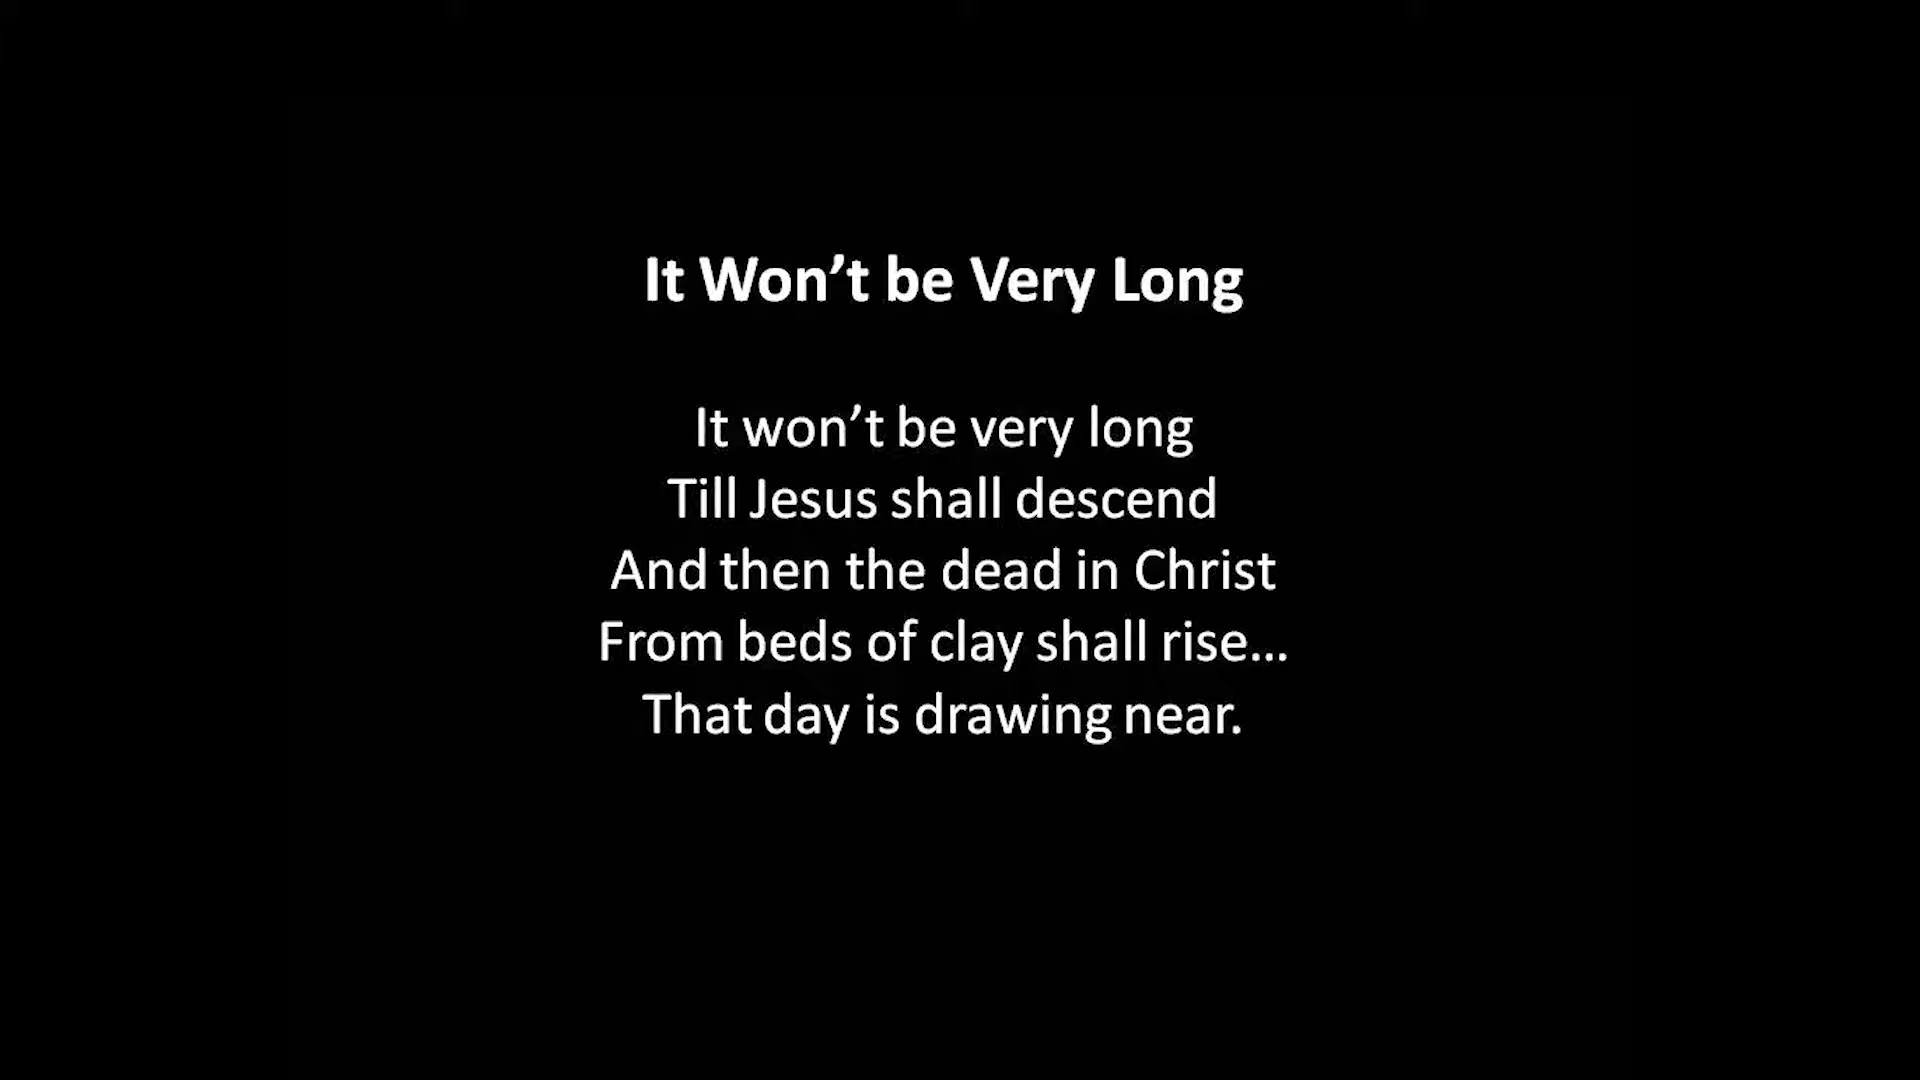 It Won’t be Very Long
It won’t be very long
Till Jesus shall descend
And then the dead in Christ
From beds of clay shall rise...
That day is drawing near.